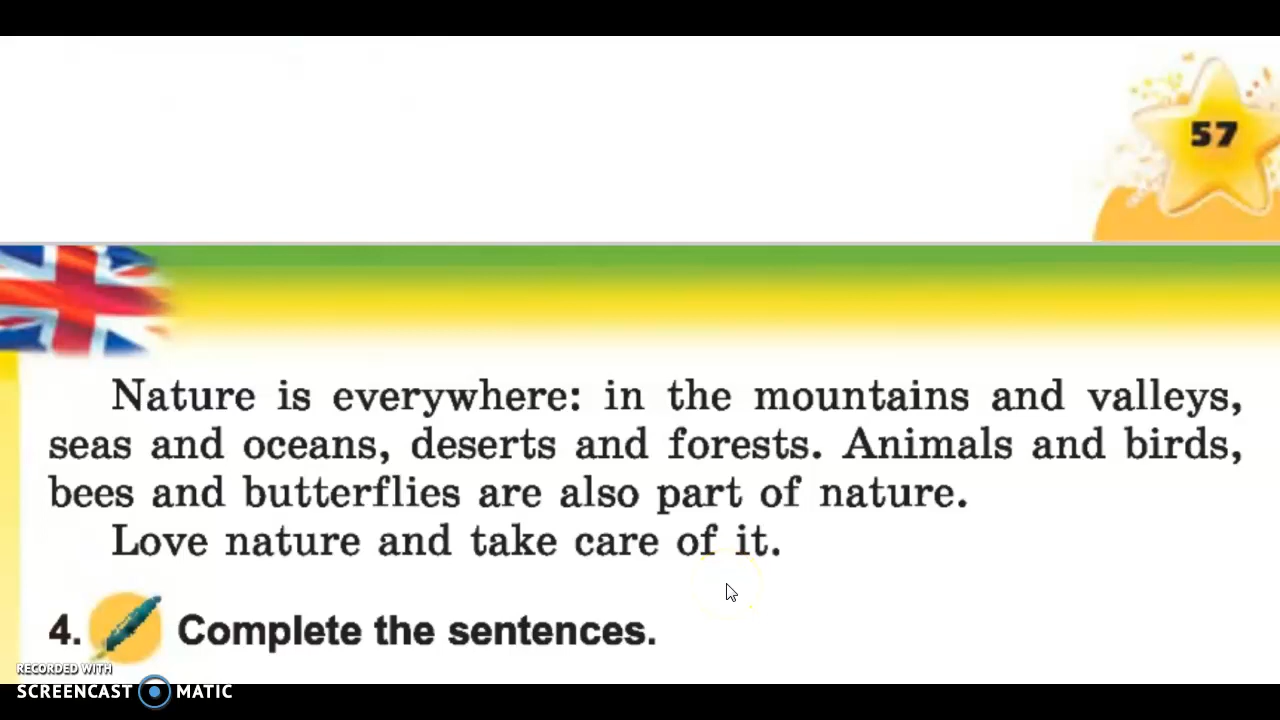 57
Nature is everywhere: in the mountains and valleys,
seas and oceans, deserts and forests. Animals and birds,
bees and butterflies are also part of nature.
Love nature and take care of it.
4. Complete the sentences.
RECORDED WITH
SCREENCAST MATIC